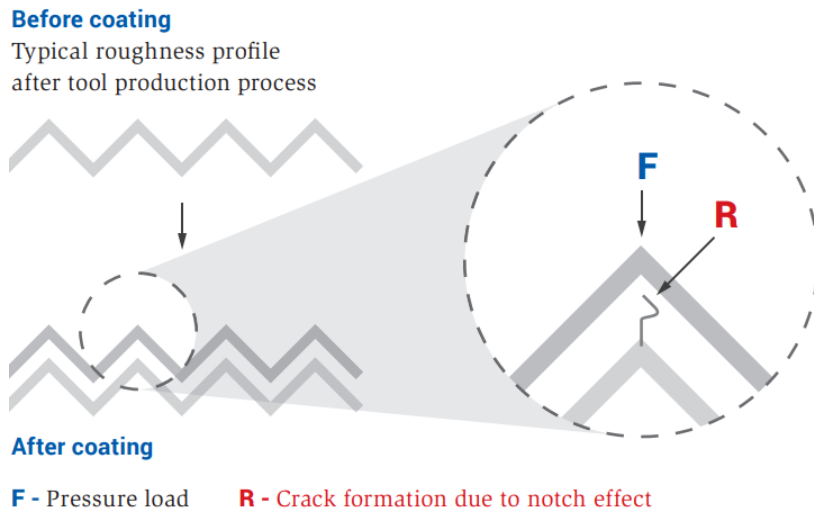 Before coating
Typical roughness profile
after tool production process
F
R
After coating
F - Pressure load
R - Crack formation due to notch effect